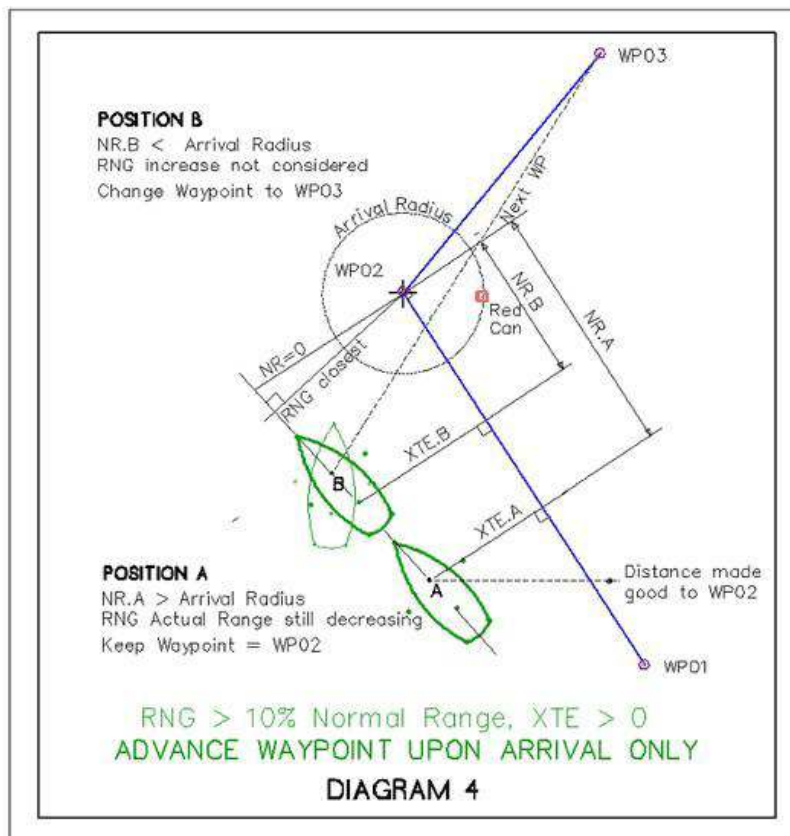 WP03
POSITION B
NR.B < Arrival Radius
RNG increase not considered
Change Waypoint to WP03
Next WP
Arrival Radius
WP02
Red
Can
NR.B
NR.A
NR=0
RNG closest
XTE.B
B
XTE.A
A
POSITION A
NR.A > Arrival Radius
RNG Actual Range still decreasing
Keep Waypoint = WP02
Distance made
good to WP02
WP01
RNG > 10% Normal Range, XTE > 0
ADVANCE WAYPOINT UPON ARRIVAL ONLY
DIAGRAM 4